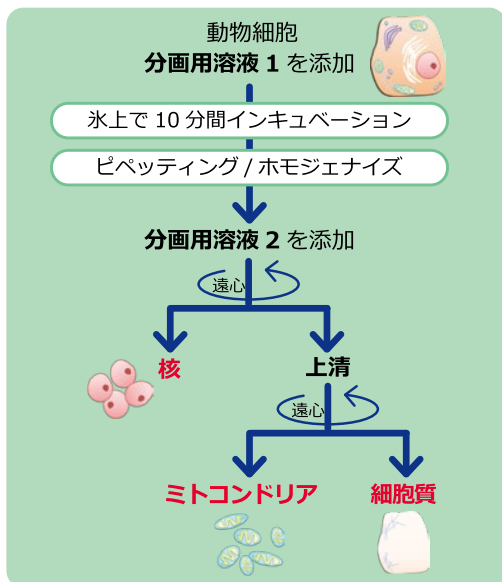 動物細胞
分画用溶液 1 を添加
氷上で 10 分間インキュベーション
ピペッティング / ホモジェナイズ
分画用溶液 2 を添加
遠心
核
上清
遠心
ミトコンドリア
細胞質